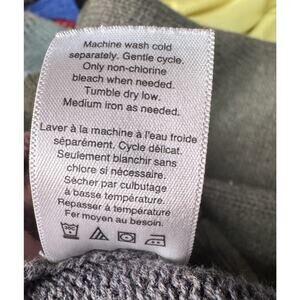 Machine wash cold
separately. Gentle cycle.
Only non-chlorine
bleach when needed.
Tumble dry low.
Medium iron as needed.
Laver à la machine à l'eau froide
séparément. Cycle délicat.
Seulement blanchir sans
chlore si nécessaire.
Sécher par culbutage
à basse température.
Repasser à température
Fer moyen au besoin.